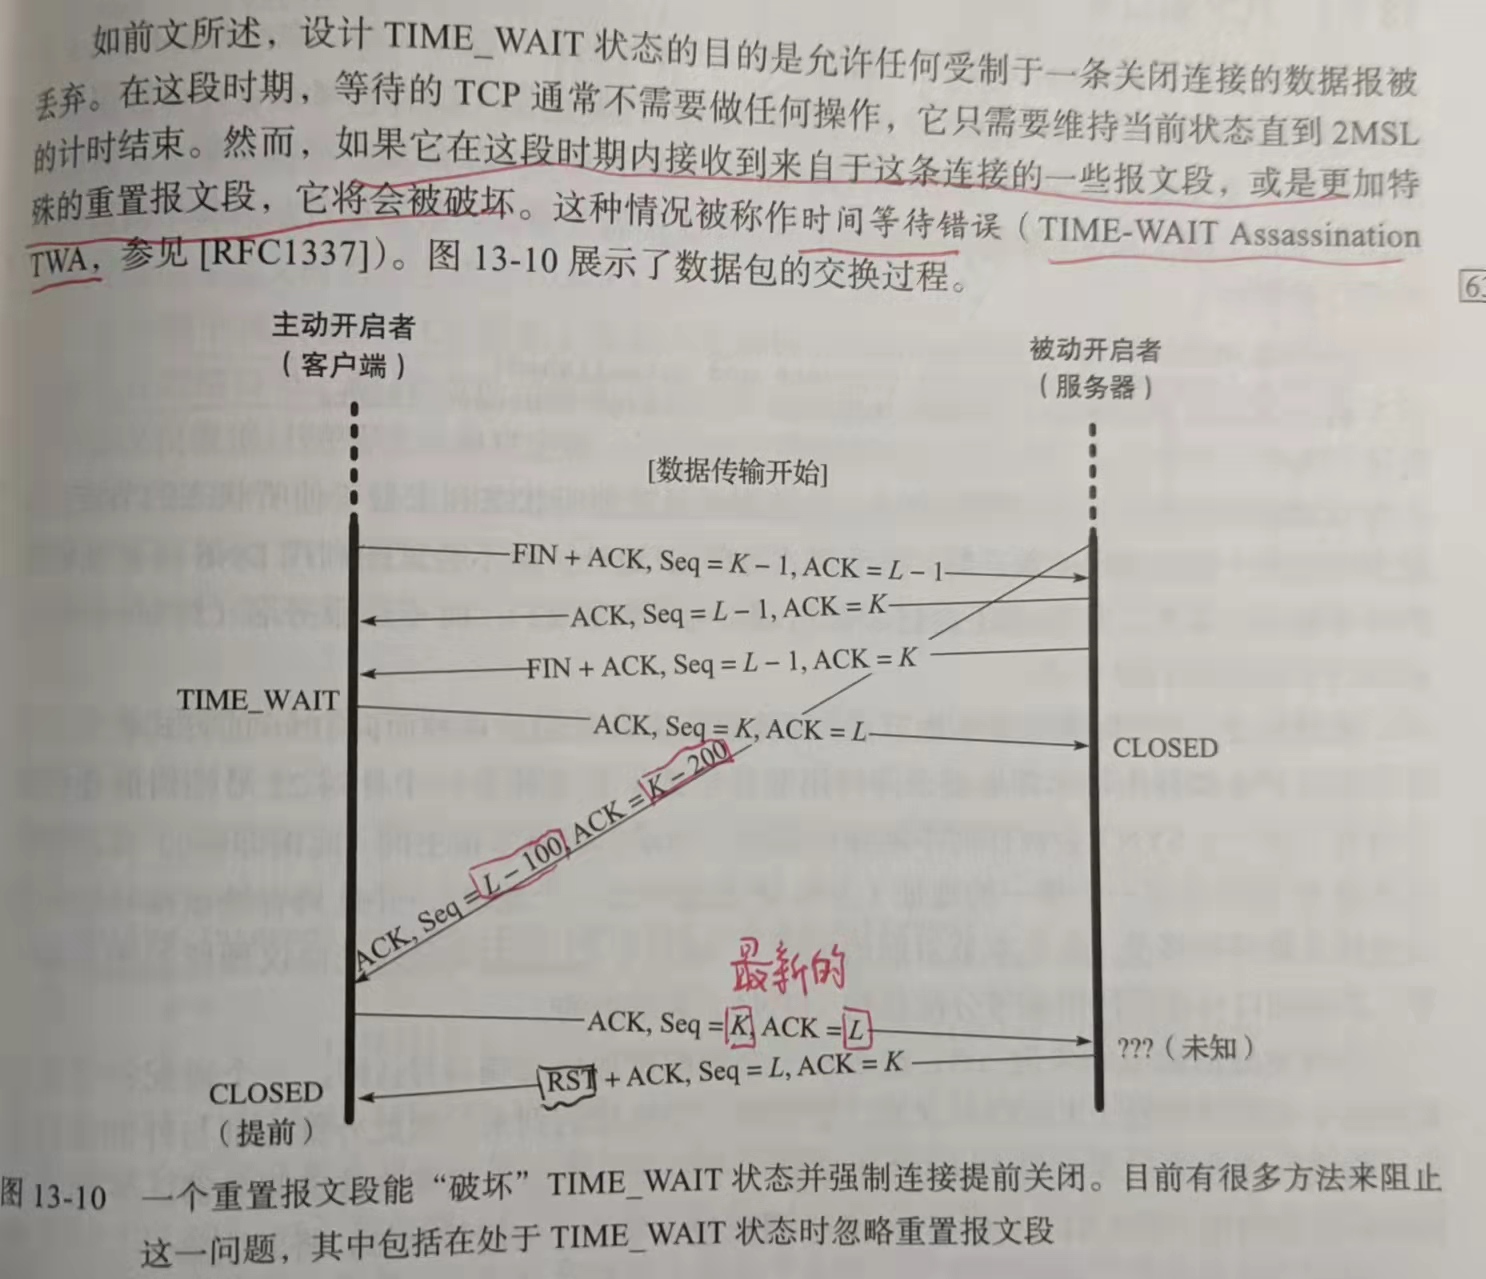 如前文所述，设计 TIME_WAIT 状态的目的是允许任何受制于一条关闭连接的数据报被
丢弃。在这段时期，等待的 TCP 通常不需要做任何操作，它只需要维持当前状态直到 2MSL
的计时结束。然而，如果它在这段时期内接收到来自于这条连接的一些报文段，或是更加特
殊的重置报文段，它将会被破坏。这种情况被称作时间等待错误（TIME-WAIT Assassination
TWA，参见 [RFC1337]）。图 13-10 展示了数据包的交换过程。
主动开启者
（客户端）
被动开启者
（服务器）
[数据传输开始]
FIN + ACK, Seq = K − 1, ACK = L − 1
ACK, Seq = L − 1, ACK = K
FIN + ACK, Seq = L − 1, ACK = K
TIME_WAIT
ACK, Seq = K, ACK = L
CLOSED
ACK, Seq = L − 100, ACK = K − 200
最新的
ACK, Seq = K, ACK = L
???（未知）
RST + ACK, Seq = L, ACK = K
CLOSED
（提前）
图 13-10 一个重置报文段能“破坏”TIME_WAIT 状态并强制连接提前关闭。目前有很多方法来阻止
这一问题，其中包括在处于 TIME_WAIT 状态时忽略重置报文段